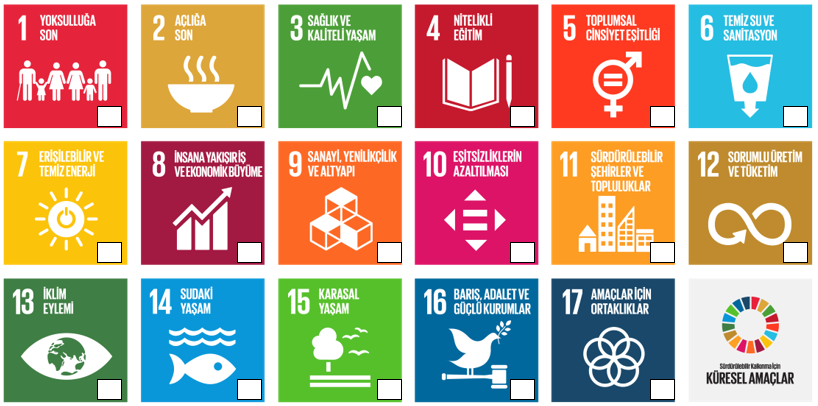 1 YOKSULLUĞA
SON
2 AÇLIĞA
SON
3 SAĞLIK VE
KALİTELİ YAŞAM
4 NİTELİKLİ
EĞİTİM
5 TOPLUMSAL
CİNSİYET EŞİTLİĞİ
6 TEMİZ SU VE
SANİTASYON
7 ERİŞİLEBİLİR VE
TEMİZ ENERJİ
8 İNSANA YAKIŞIR İŞ
VE EKONOMİK BÜYÜME
9 SANAYİ, YENİLİKÇİLİK
VE ALTYAPI
10 EŞİTSİZLİKLERİN
AZALTILMASI
11 SÜRDÜRÜLEBİLİR
ŞEHİRLER VE
TOPLULUKLAR
12 SORUMLU ÜRETİM
VE TÜKETİM
13 İKLİM
EYLEMİ
14 SUDAKİ
YAŞAM
15 KARASAL
YAŞAM
16 BARIŞ, ADALET VE
GÜÇLÜ KURUMLAR
17 AMAÇLAR İÇİN
ORTAKLIKLAR
Sürdürülebilir Kalkınma İçin
KÜRESEL AMAÇLAR